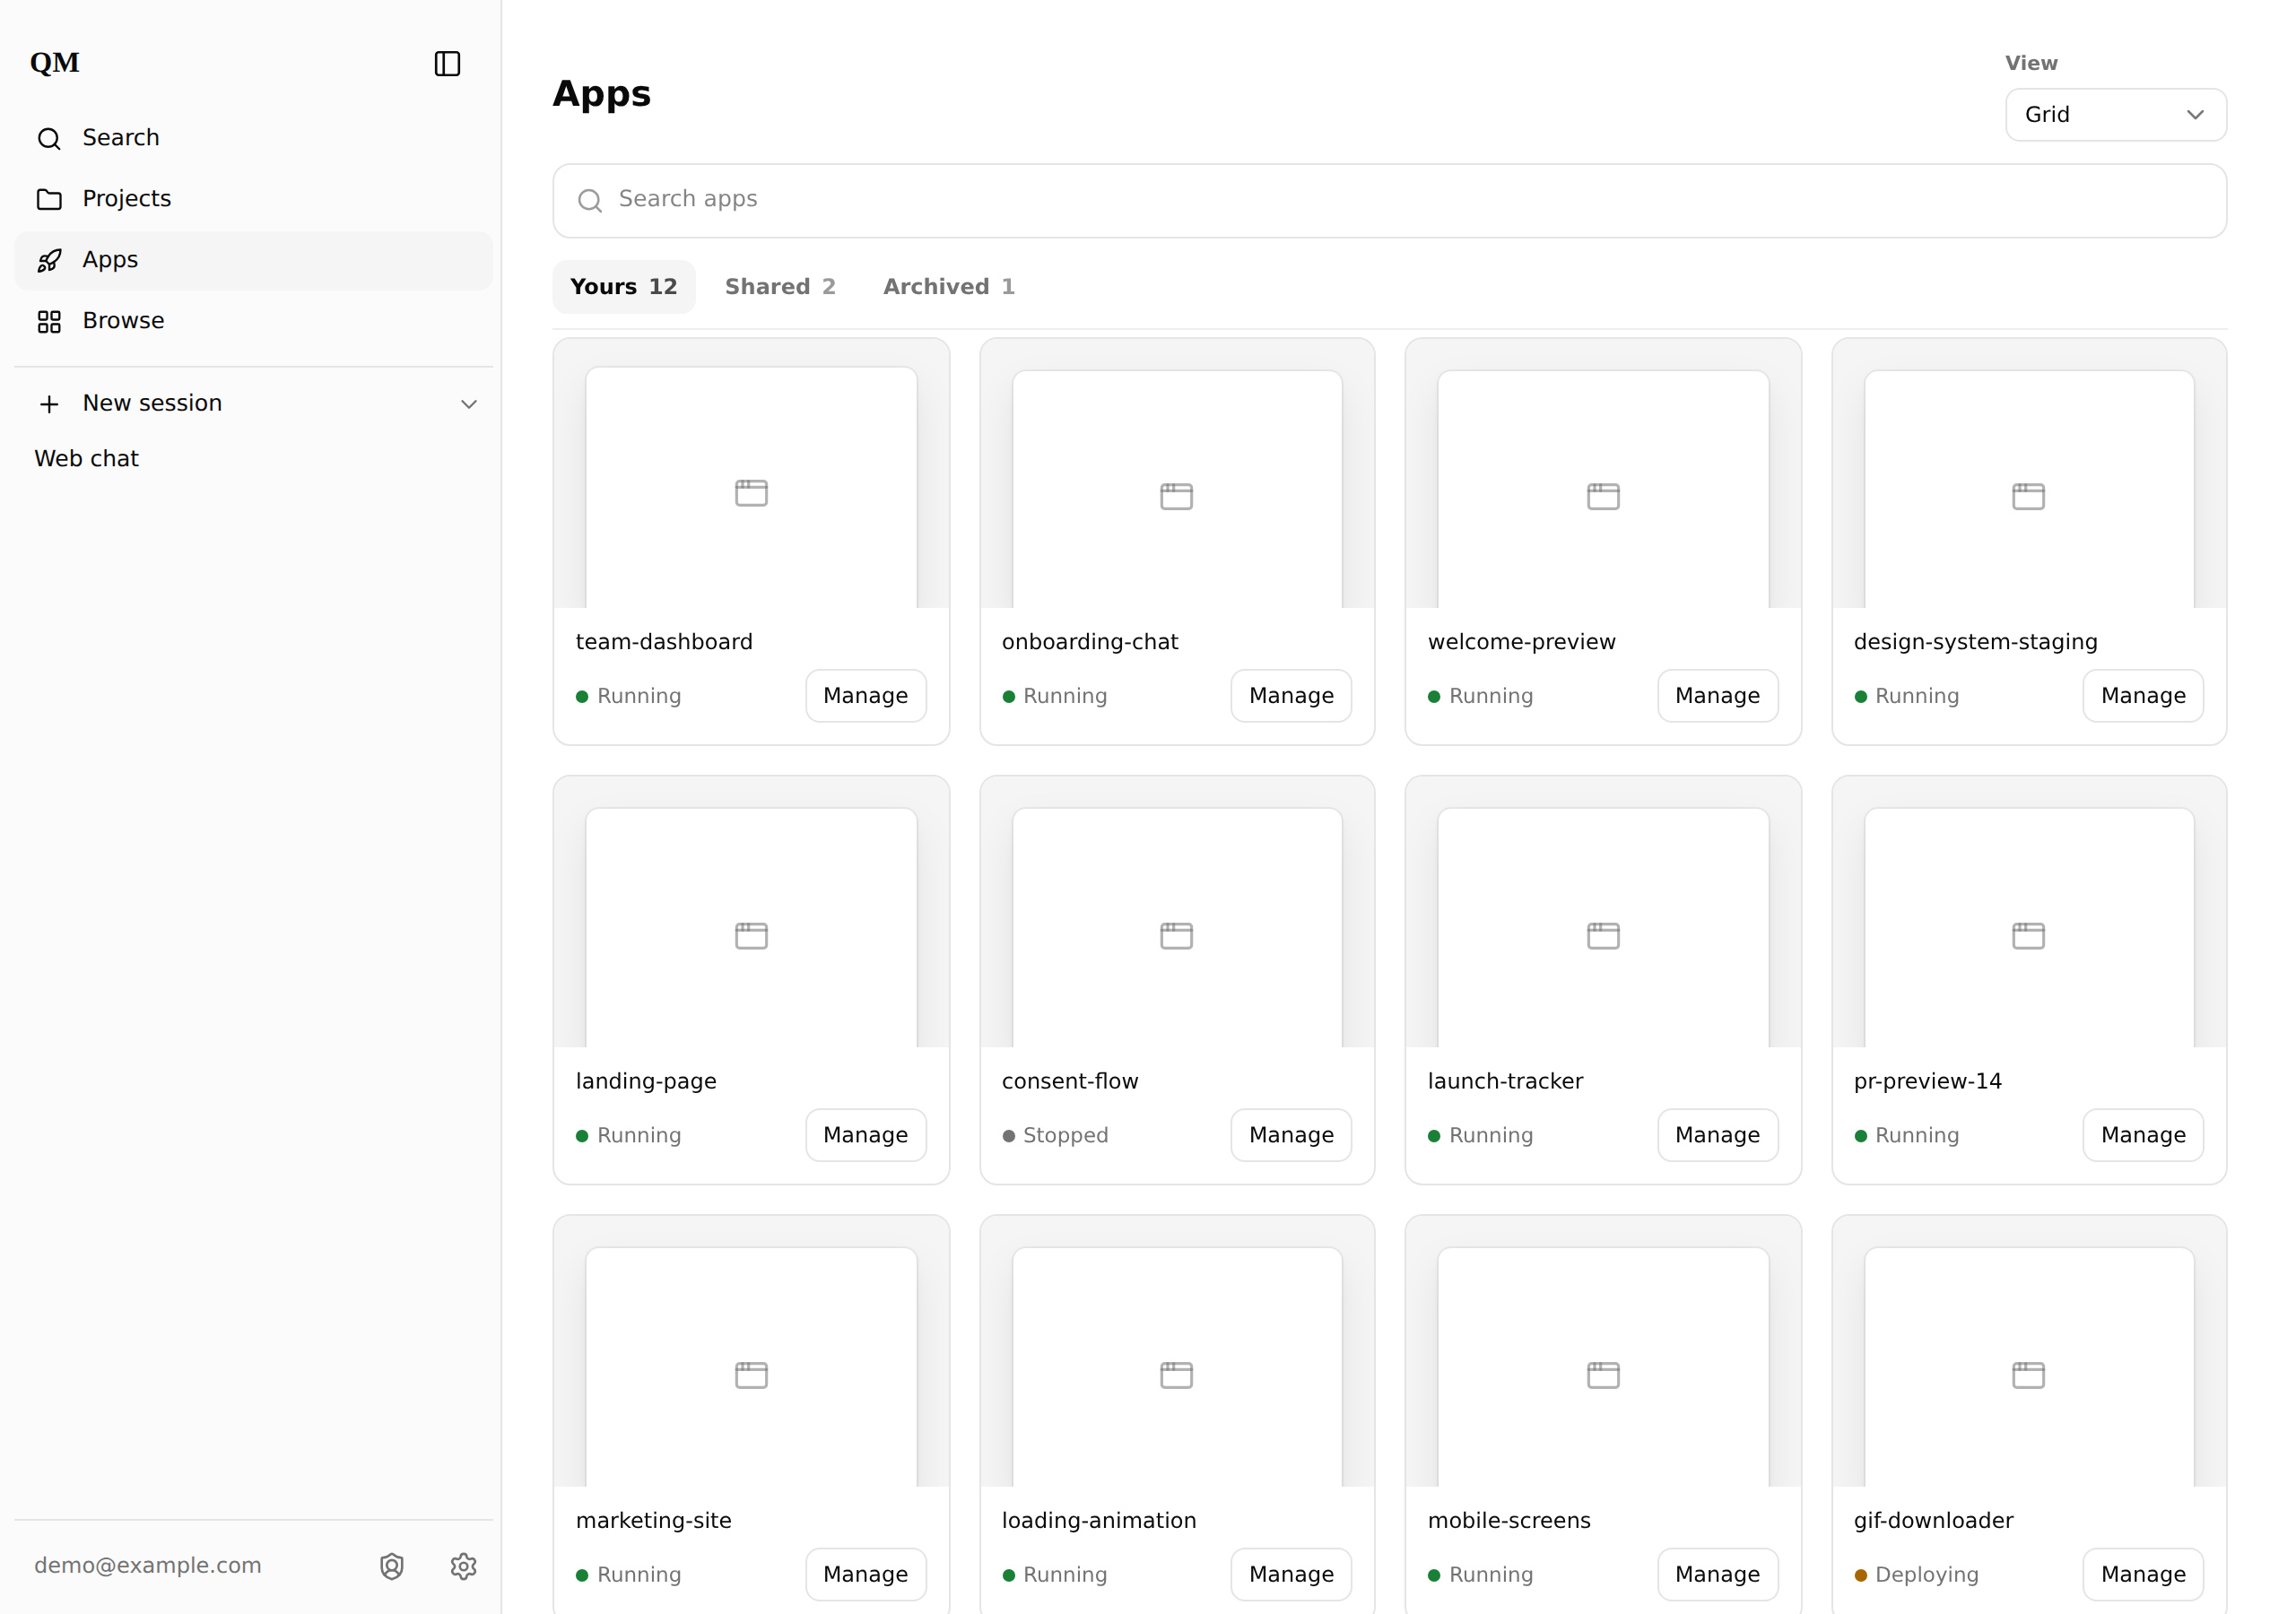 QM
Search
Projects
Apps
Browse
New session
Web chat
demo@example.com
Apps
View
Grid
Search apps
Yours 12 Shared 2 Archived 1
team-dashboard
Running Manage
onboarding-chat
Running Manage
welcome-preview
Running Manage
design-system-staging
Running Manage
landing-page
Running Manage
consent-flow
Stopped Manage
launch-tracker
Running Manage
pr-preview-14
Running Manage
marketing-site
Running Manage
loading-animation
Running Manage
mobile-screens
Running Manage
gif-downloader
Deploying Manage